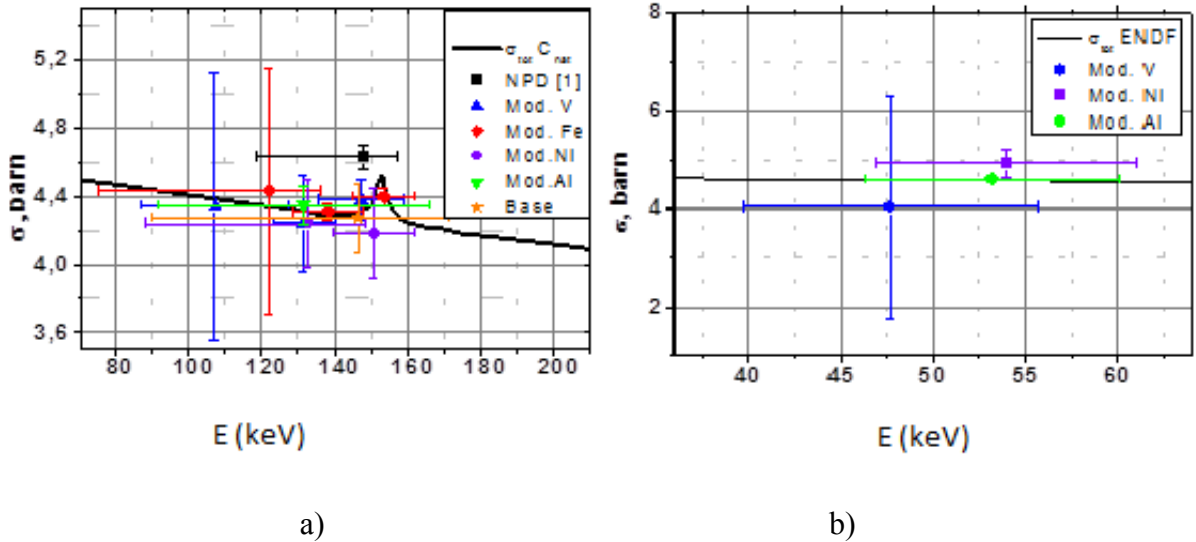 5,2
4,8
4,4
4,0
3,6
σ, barn
80 100 120 140 160 180 200
E (keV)
σtot Cnat
NPD [1]
Mod. V
Mod. Fe
Mod.NI
Mod.Al
Base
a)
8
6
4
2
σ, barn
40 45 50 55 60
E (keV)
σtot ENDF
Mod. V
Mod. NI
Mod. Al
b)